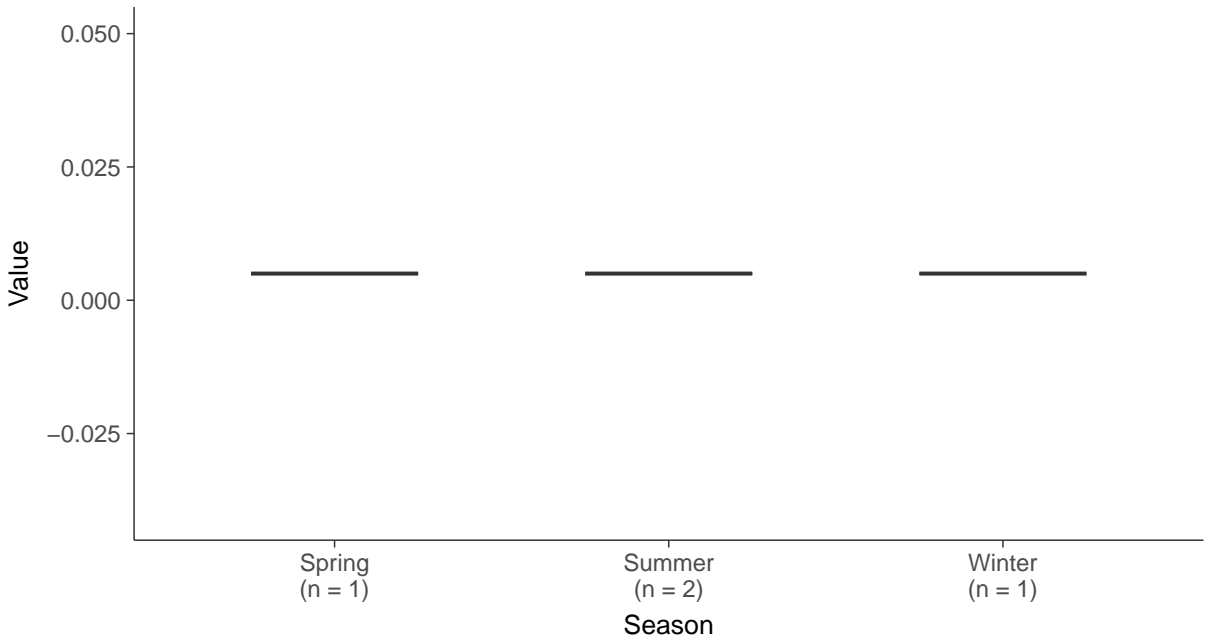 0.050
0.025
0.000
−0.025
Value
Spring
(n = 1)
Summer
(n = 2)
Winter
(n = 1)
Season